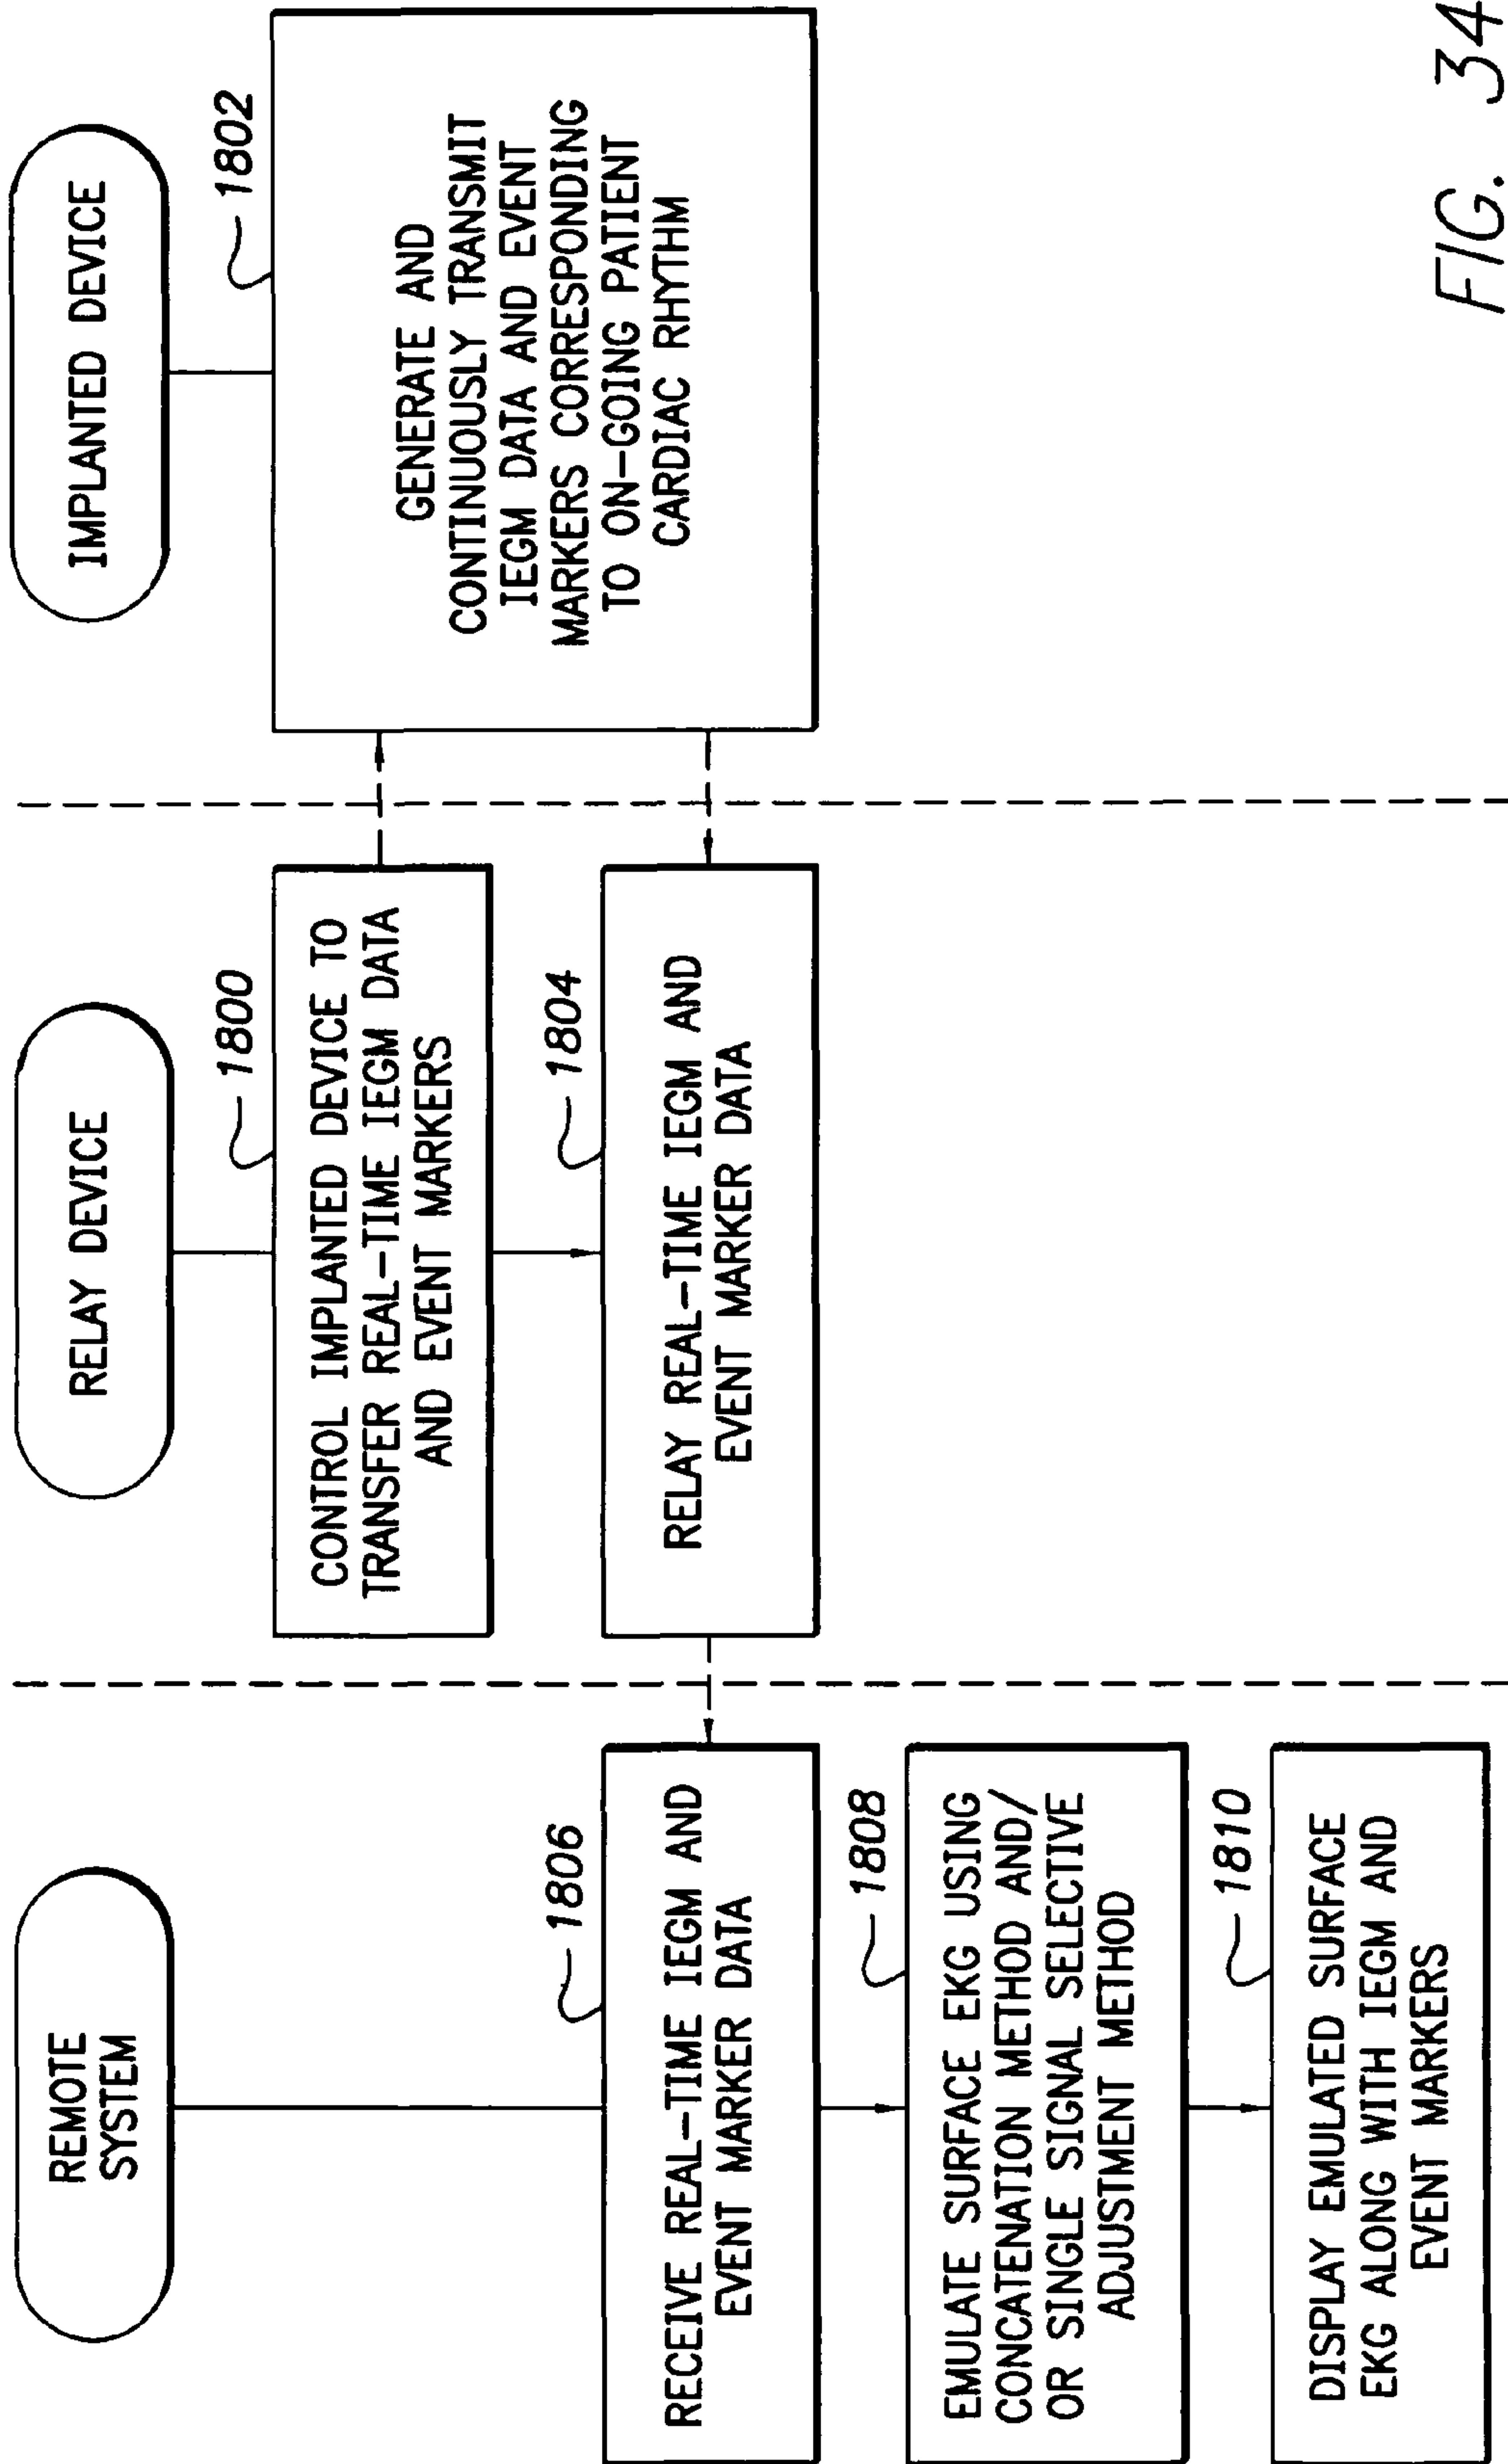 REMOTE
SYSTEM
1806
RECEIVE REAL-TIME IEGM AND
EVENT MARKER DATA
1808
EMULATE SURFACE EKG USING
CONCATENATION METHOD AND/
OR SINGLE SIGNAL SELECTIVE
ADJUSTMENT METHOD
1810
DISPLAY EMULATED SURFACE
EKG ALONG WITH IEGM AND
EVENT MARKERS
RELAY DEVICE
1800
CONTROL IMPLANTED DEVICE TO
TRANSFER REAL-TIME IEGM DATA
AND EVENT MARKERS
1804
RELAY REAL-TIME IEGM AND
EVENT MARKER DATA
IMPLANTED DEVICE
1802
GENERATE AND
CONTINUOUSLY TRANSMIT
IEGM DATA AND EVENT
MARKERS CORRESPONDING
TO ON-GOING PATIENT
CARDIAC RHYTHM
FIG. 34